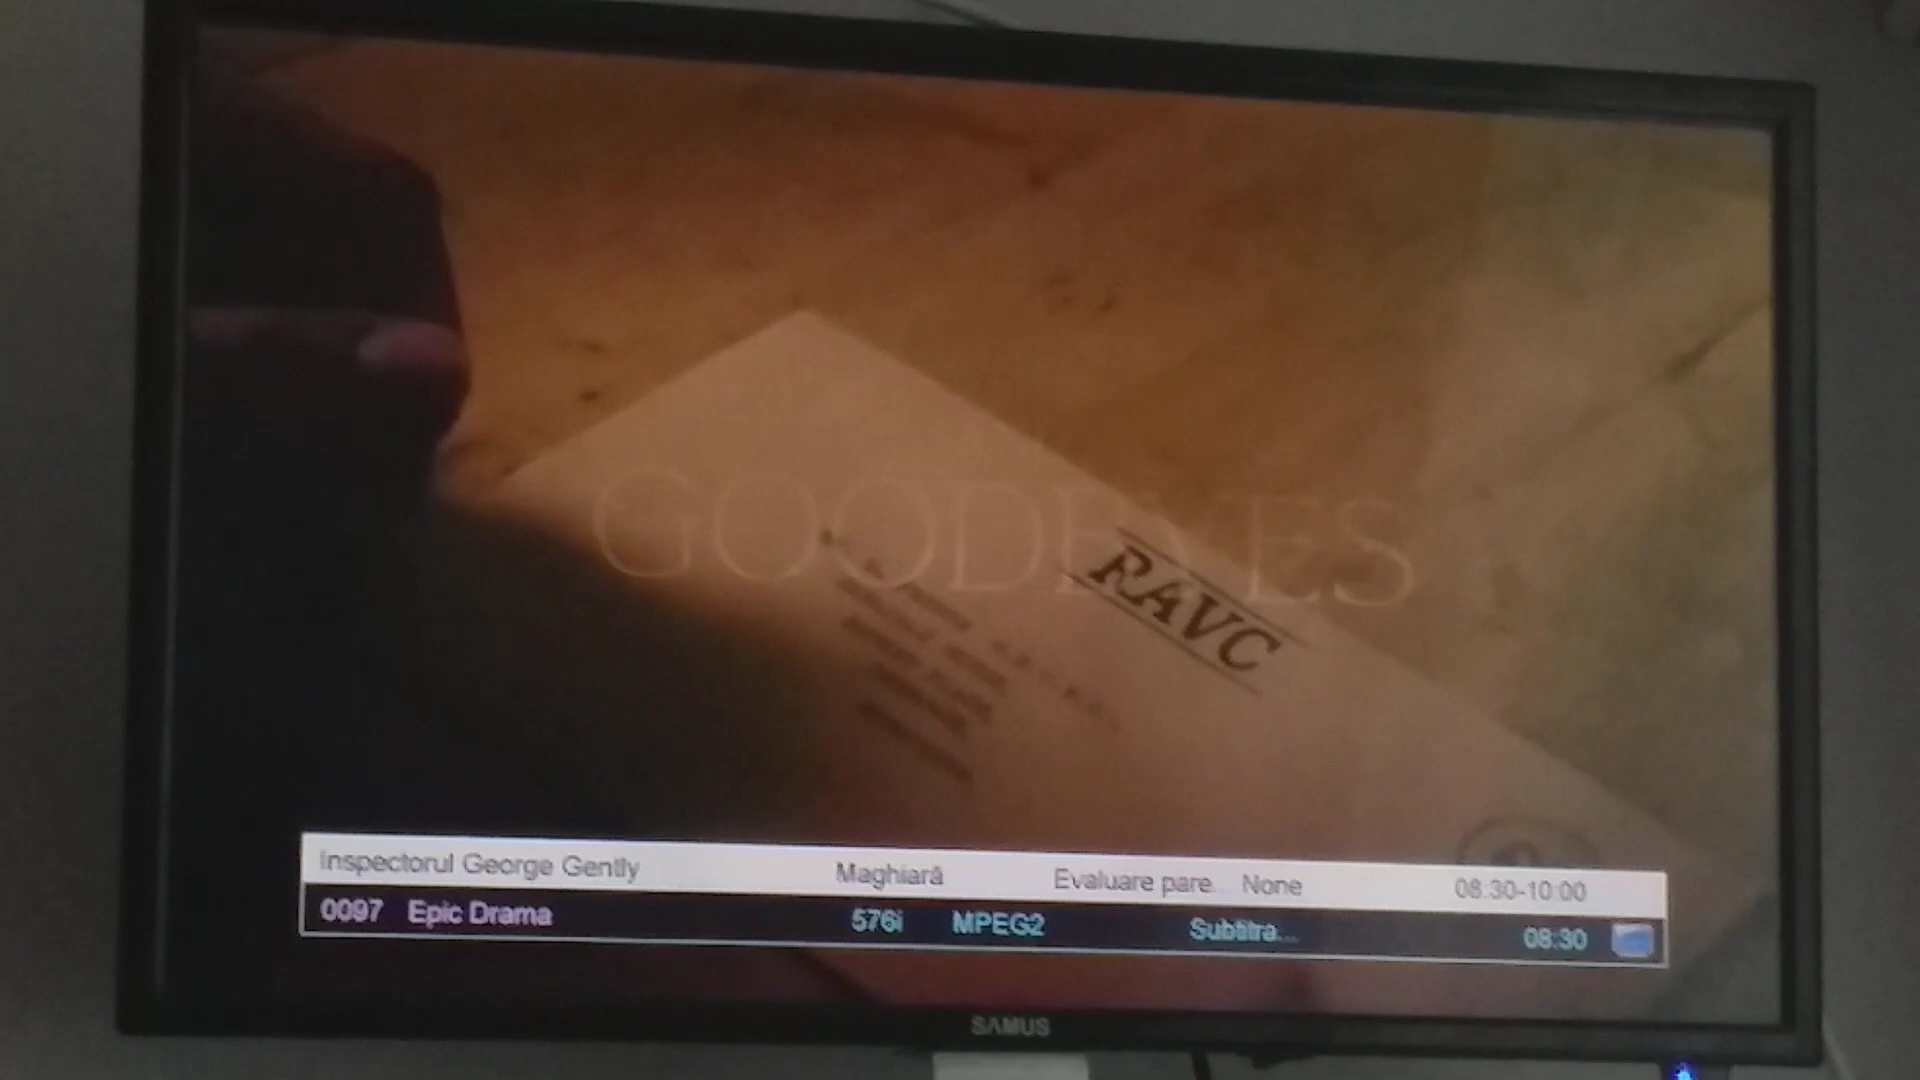 GOODEYES
RAVC
Inspectorul George Gently Maghiară Evaluare pare... None 08:30-10:00
0097 Epic Drama 576i MPEG2 Subtitra... 08:30
SAMUS